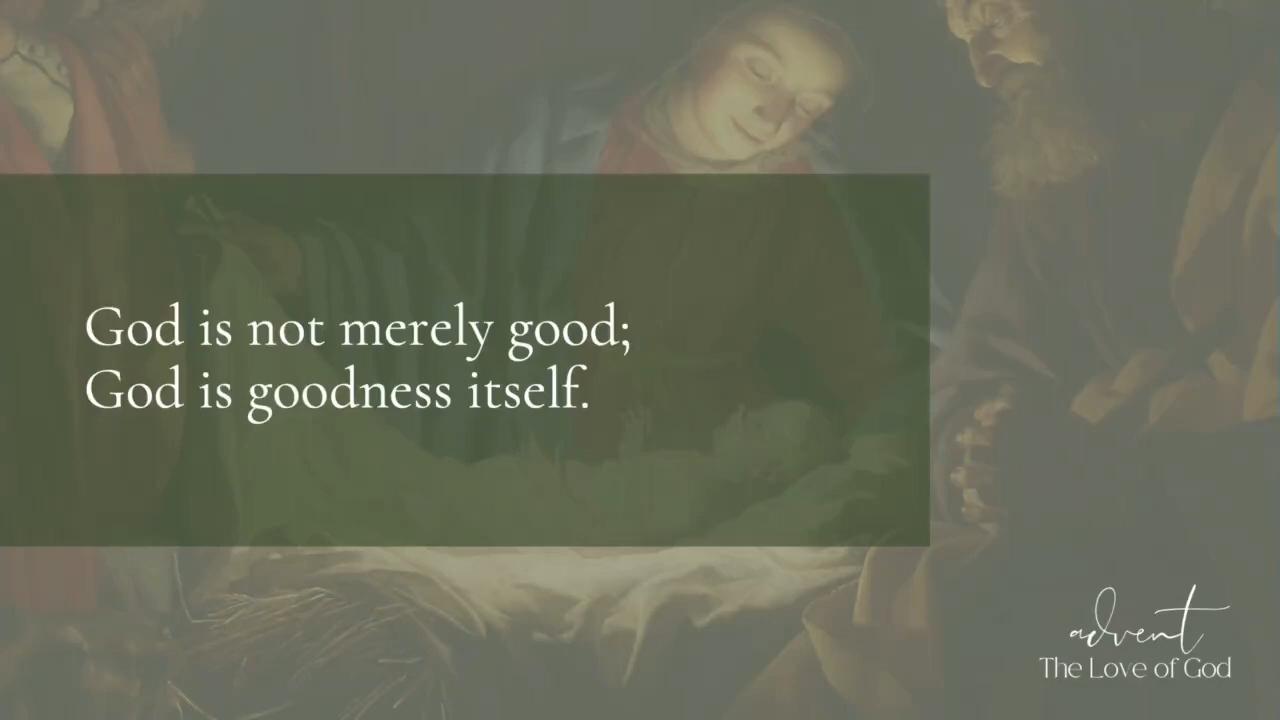 God is not merely good;
God is goodness itself.
advent
The Love of God